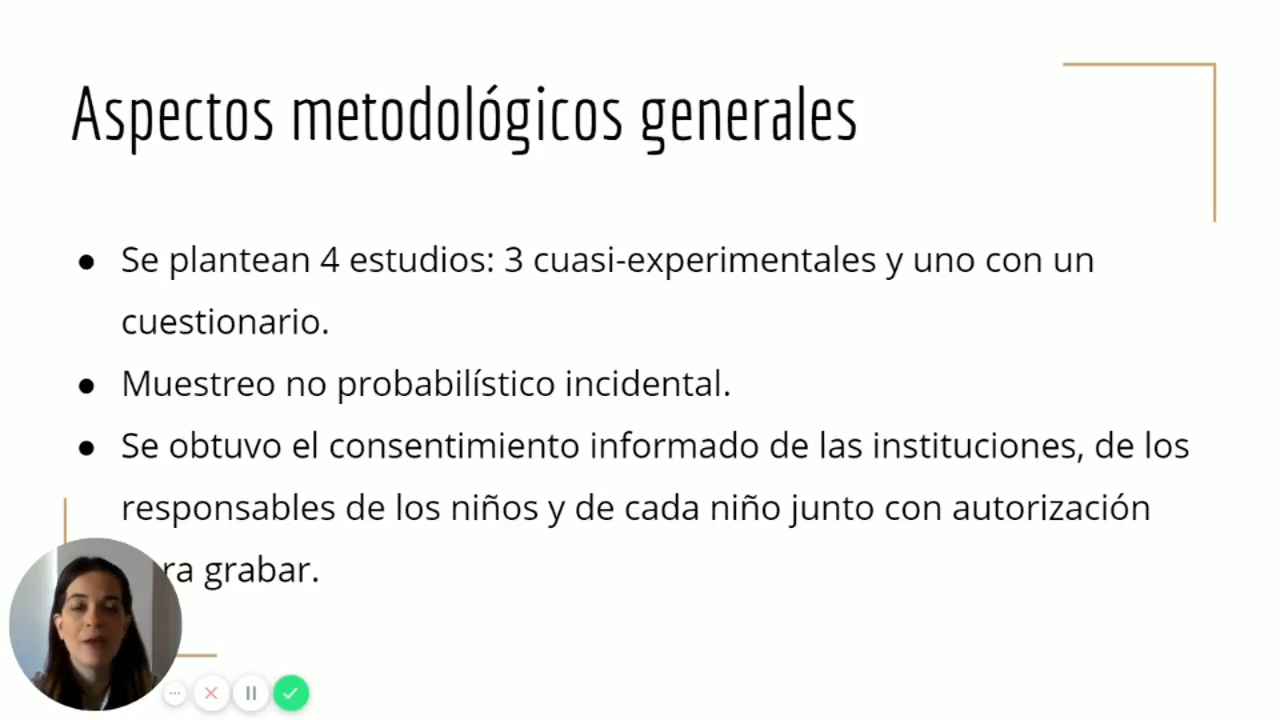 Aspectos metodológicos generales
● Se plantean 4 estudios: 3 cuasi-experimentales y uno con un
cuestionario.
● Muestreo no probabilístico incidental.
● Se obtuvo el consentimiento informado de las instituciones, de los
responsables de los niños y de cada niño junto con autorización
ra grabar.